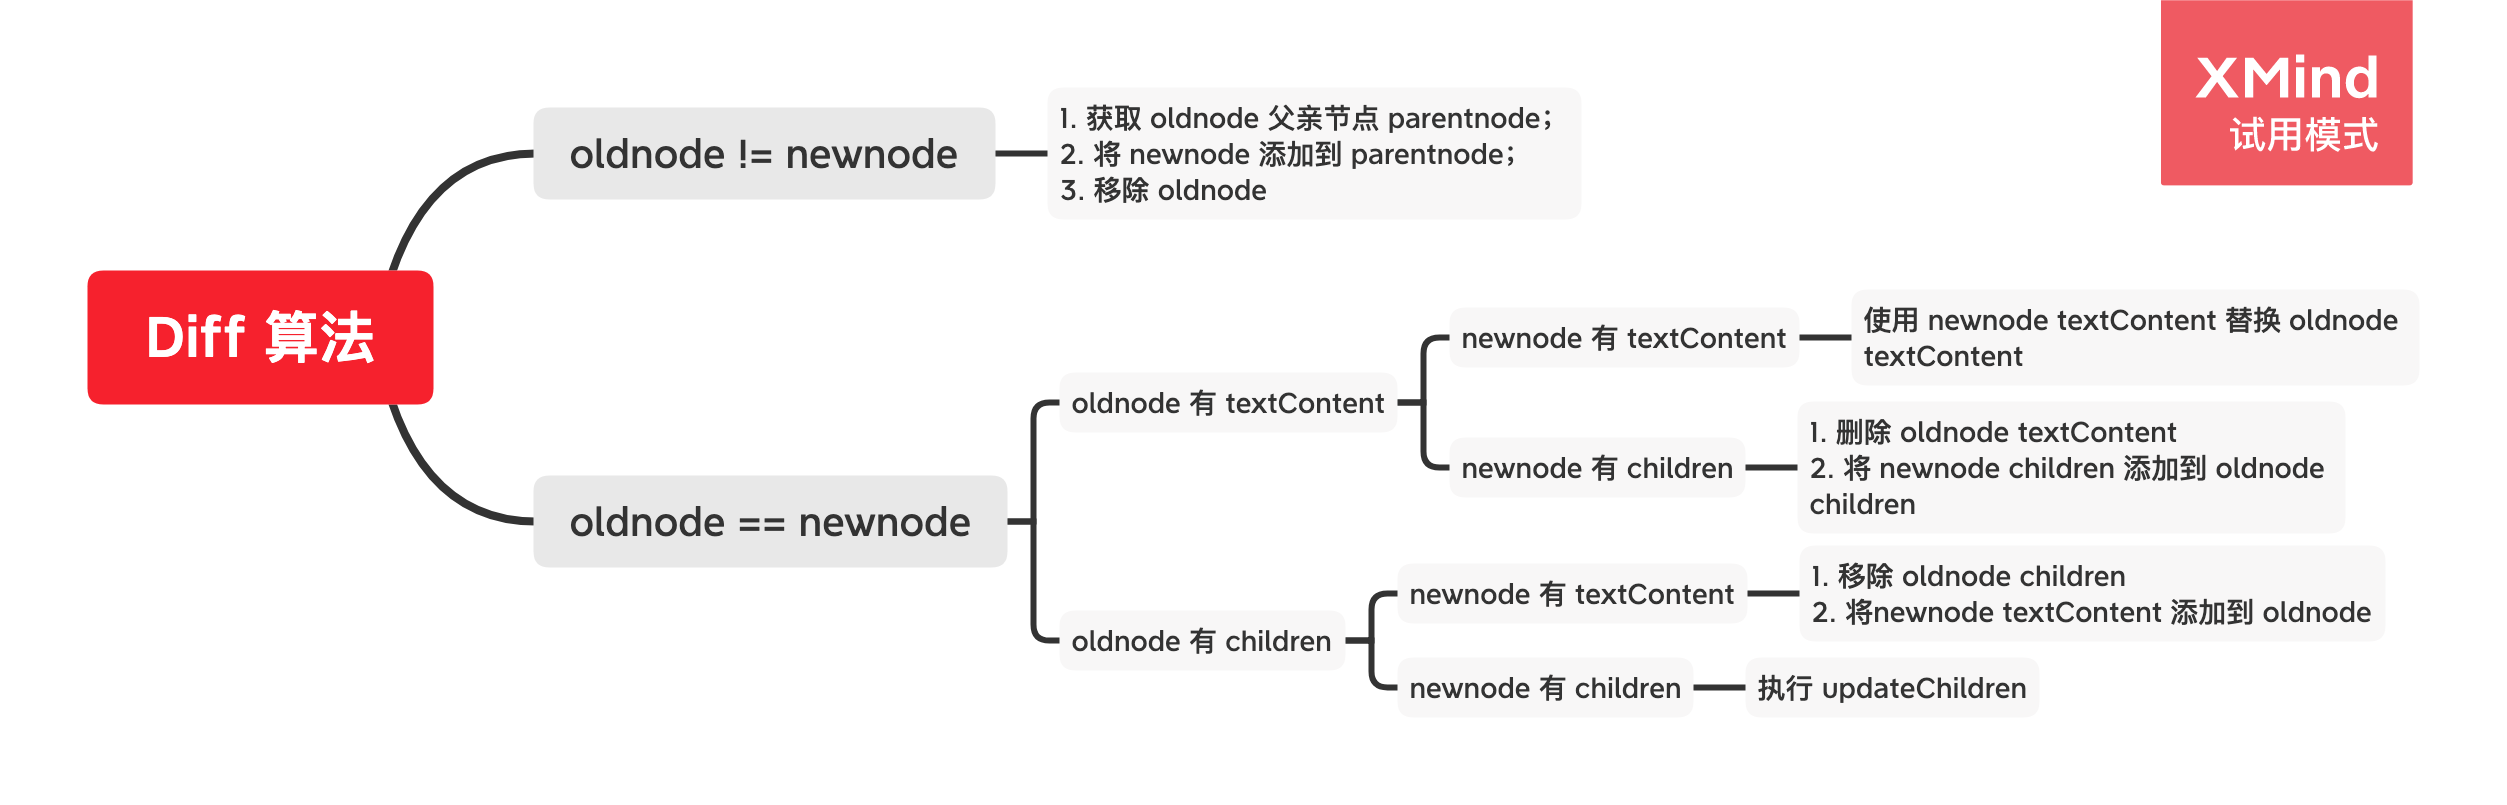 XMind
试用模式
Diff 算法
oldnode != newnode
1. 获取 oldnode 父亲节点 parentnode；
2. 将 newnode 添加到 parentnode；
3. 移除 oldnode
oldnode == newnode
oldnode 有 textContent
newnode 有 textContent
使用 newnode textContent 替换 oldnode
textContent
newnode 有 children
1. 删除 oldnode textContent
2. 将 newnode children 添加到 oldnode
children
oldnode 有 children
newnode 有 textContent
1. 移除 oldnode children
2. 将newnode textContent 添加到 oldnode
newnode 有 children
执行 updateChildren